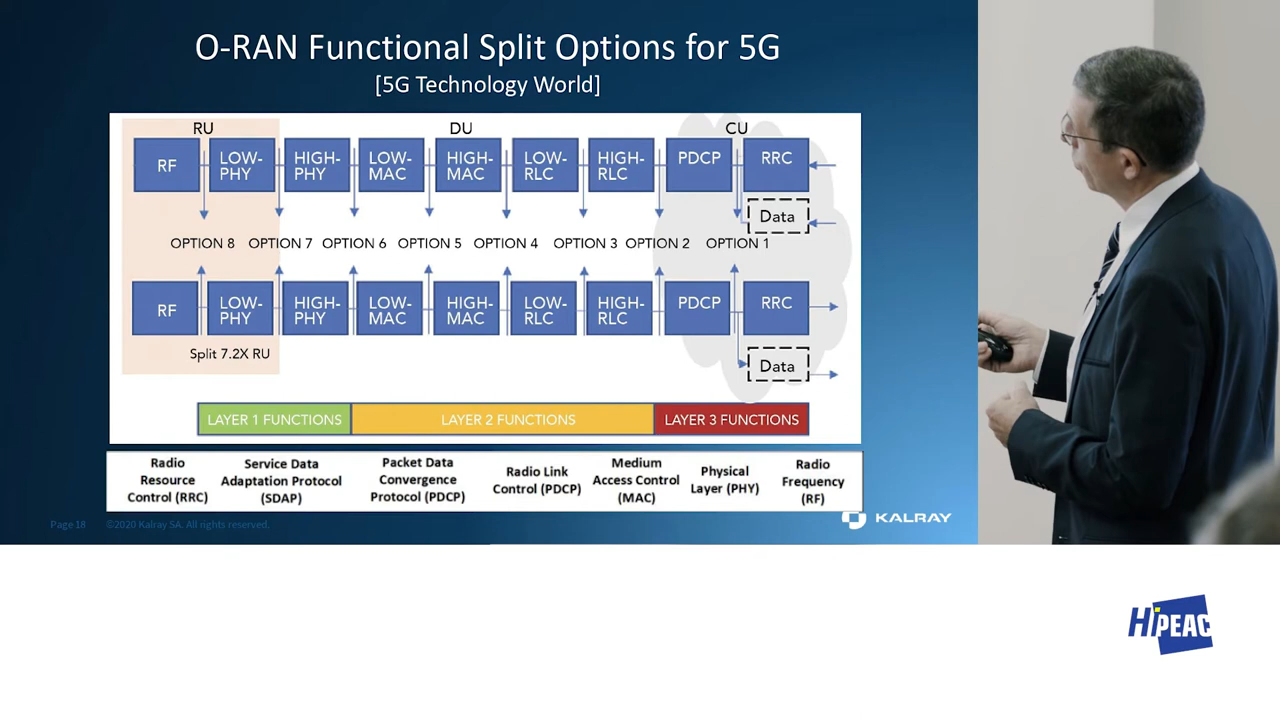 O-RAN Functional Split Options for 5G
[5G Technology World]
RU DU CU
RF LOW-PHY HIGH-PHY LOW-MAC HIGH-MAC LOW-RLC HIGH-RLC PDCP RRC
Data
OPTION 8 OPTION 7 OPTION 6 OPTION 5 OPTION 4 OPTION 3 OPTION 2 OPTION 1
RF LOW-PHY HIGH-PHY LOW-MAC HIGH-MAC LOW-RLC HIGH-RLC PDCP RRC
Split 7.2X RU
Data
LAYER 1 FUNCTIONS LAYER 2 FUNCTIONS LAYER 3 FUNCTIONS
Radio Resource Control (RRC)
Service Data Adaptation Protocol (SDAP)
Packet Data Convergence Protocol (PDCP)
Radio Link Control (PDCP)
Medium Access Control (MAC)
Physical Layer (PHY)
Radio Frequency (RF)
Page 18 ©2020 Kalray SA. All rights reserved.
KALRAY
HiPEAC